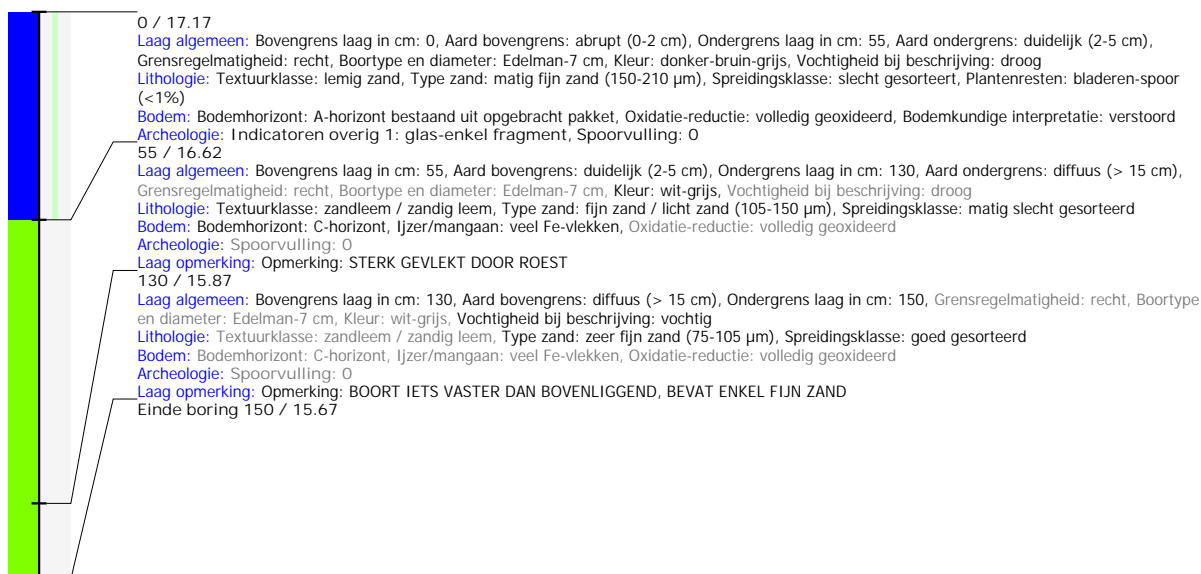 0 / 17.17
Laag algemeen: Bovengrens laag in cm: 0, Aard bovengrens: abrupt (0-2 cm), Ondergrens laag in cm: 55, Aard ondergrens: duidelijk (2-5 cm),
Grensregelmatigheid: recht, Boortype en diameter: Edelman-7 cm, Kleur: donker-bruin-grijs, Vochtigheid bij beschrijving: droog
Lithologie: Textuurklasse: lemig zand, Type zand: matig fijn zand (150-210 µm), Spreidingsklasse: slecht gesorteert, Plantenresten: bladeren-spoor
(<1%)
Bodem: Bodemhorizont: A-horizont bestaand uit opgebracht pakket, Oxidatie-reductie: volledig geoxideerd, Bodemkundige interpretatie: verstoord
Archeologie: Indicatoren overig 1: glas-enkel fragment, Spoorvulling: 0
55 / 16.62
Laag algemeen: Bovengrens laag in cm: 55, Aard bovengrens: duidelijk (2-5 cm), Ondergrens laag in cm: 130, Aard ondergrens: diffuus (> 15 cm),
Grensregelmatigheid: recht, Boortype en diameter: Edelman-7 cm, Kleur: wit-grijs, Vochtigheid bij beschrijving: droog
Lithologie: Textuurklasse: zandleem / zandig leem, Type zand: fijn zand / licht zand (105-150 µm), Spreidingsklasse: matig slecht gesorteerd
Bodem: Bodemhorizont: C-horizont, Ijzer/mangaan: veel Fe-vlekken, Oxidatie-reductie: volledig geoxideerd
Archeologie: Spoorvulling: 0
Laag opmerking: Opmerking: STERK GEVLEKT DOOR ROEST
130 / 15.87
Laag algemeen: Bovengrens laag in cm: 130, Aard bovengrens: diffuus (> 15 cm), Ondergrens laag in cm: 150, Grensregelmatigheid: recht, Boortype
en diameter: Edelman-7 cm, Kleur: wit-grijs, Vochtigheid bij beschrijving: vochtig
Lithologie: Textuurklasse: zandleem / zandig leem, Type zand: zeer fijn zand (75-105 µm), Spreidingsklasse: goed gesorteerd
Bodem: Bodemhorizont: C-horizont, Ijzer/mangaan: veel Fe-vlekken, Oxidatie-reductie: volledig geoxideerd
Archeologie: Spoorvulling: 0
Laag opmerking: Opmerking: BOORT IETS VASTER DAN BOVENLIGGEND, BEVAT ENKEL FIJN ZAND
Einde boring 150 / 15.67